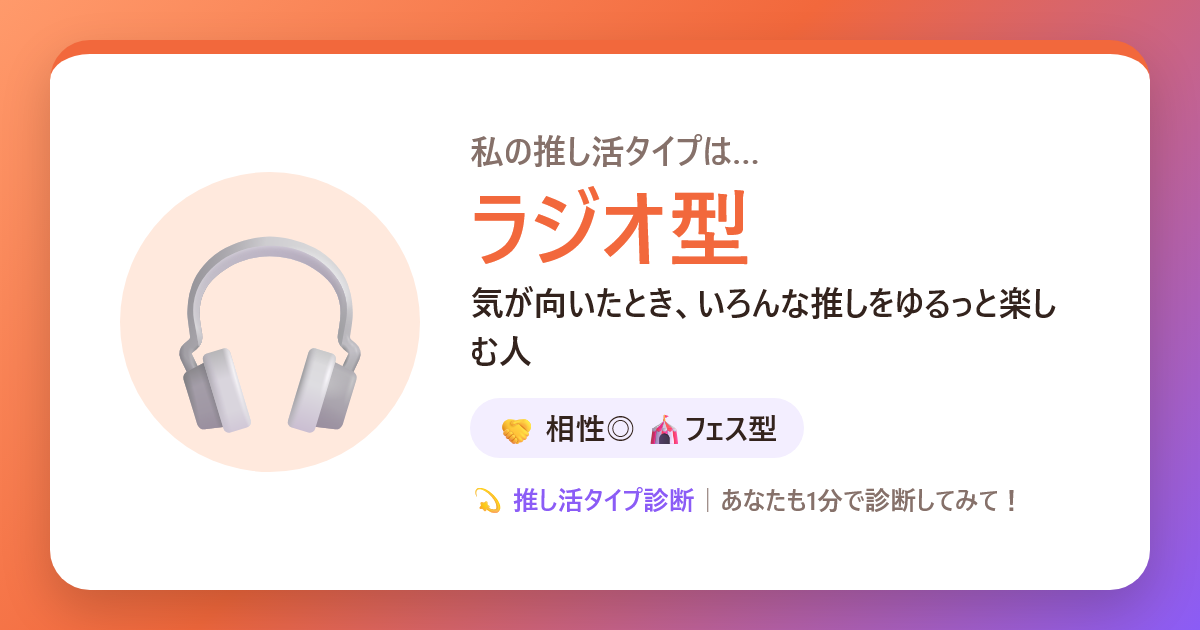 私の推し活タイプは...
ラジオ型
気が向いたとき、いろんな推しをゆるっと楽し
む人
🤝 相性◎ 🎪フェス型
💫 推し活タイプ診断｜あなたも1分で診断してみて！